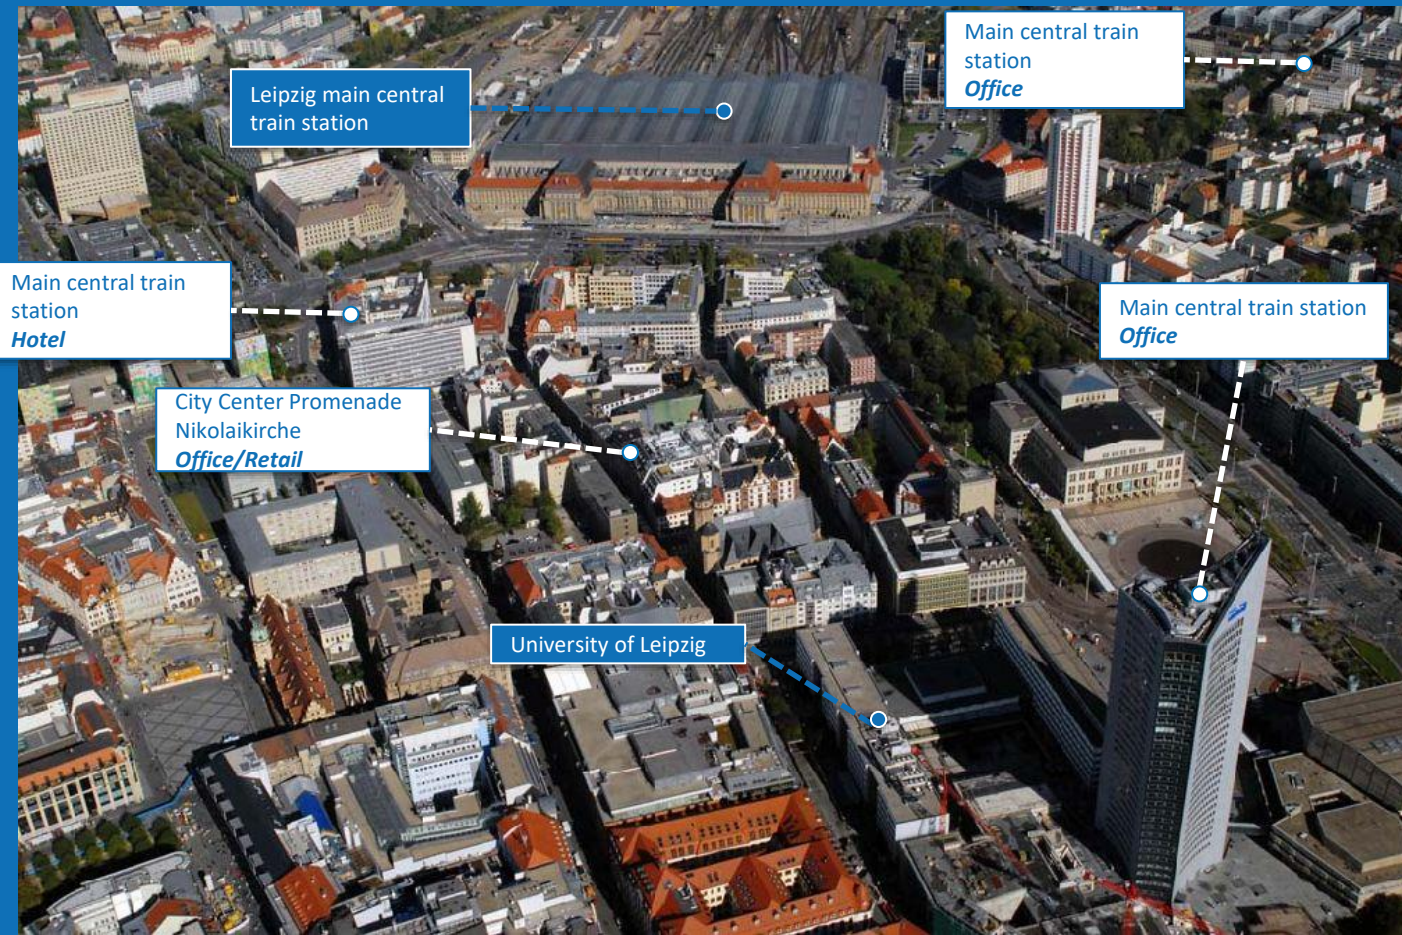 Main central train
station
Office
Leipzig main central
train station
Main central train
station
Hotel
Main central train station
Office
City Center Promenade
Nikolaikirche
Office/Retail
University of Leipzig